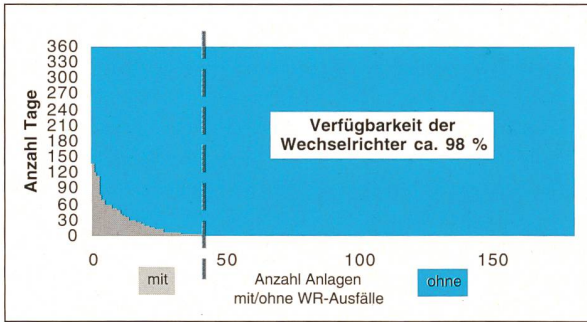 Anzahl Tage
360
330
300
270
240
210
180
150
120
90
60
30
0
Verfügbarkeit der
Wechselrichter ca. 98 %
0 50 100 150
mit
Anzahl Anlagen
mit/ohne WR-Ausfälle
ohne